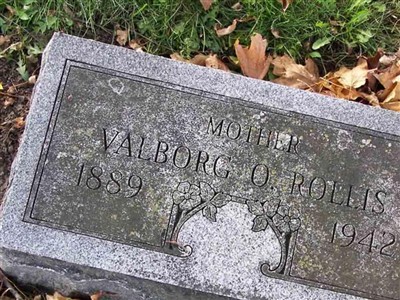 MOTHER
VALBORG O. ROLLIS
1889 1942